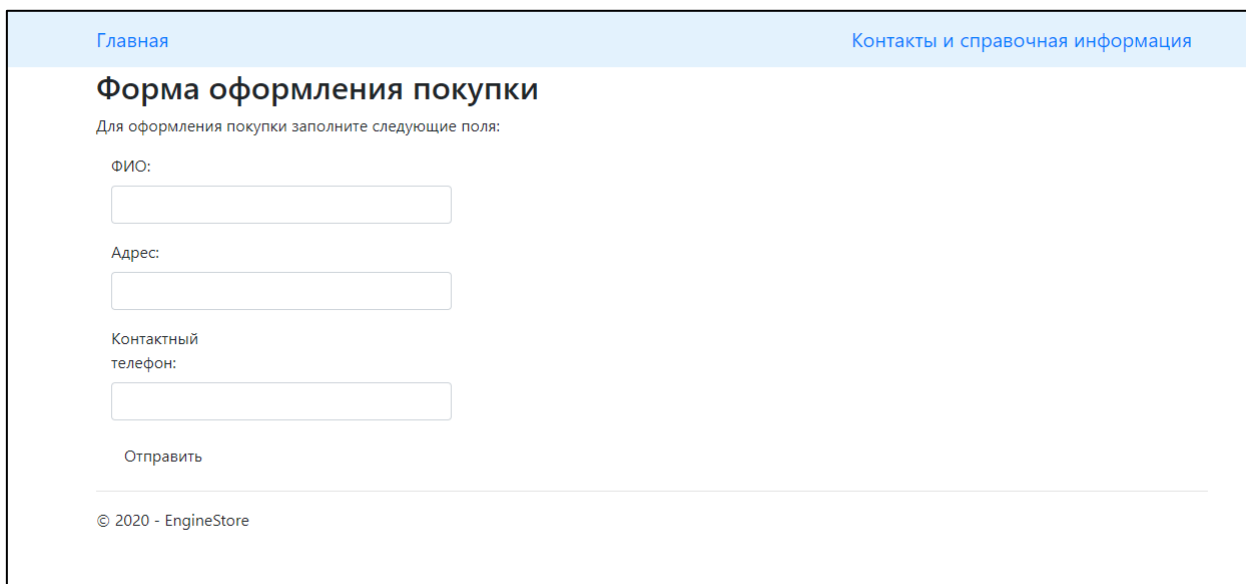 Главная Контакты и справочная информация
Форма оформления покупки
Для оформления покупки заполните следующие поля:
ФИО:
Адрес:
Контактный
телефон:
Отправить
© 2020 - EngineStore